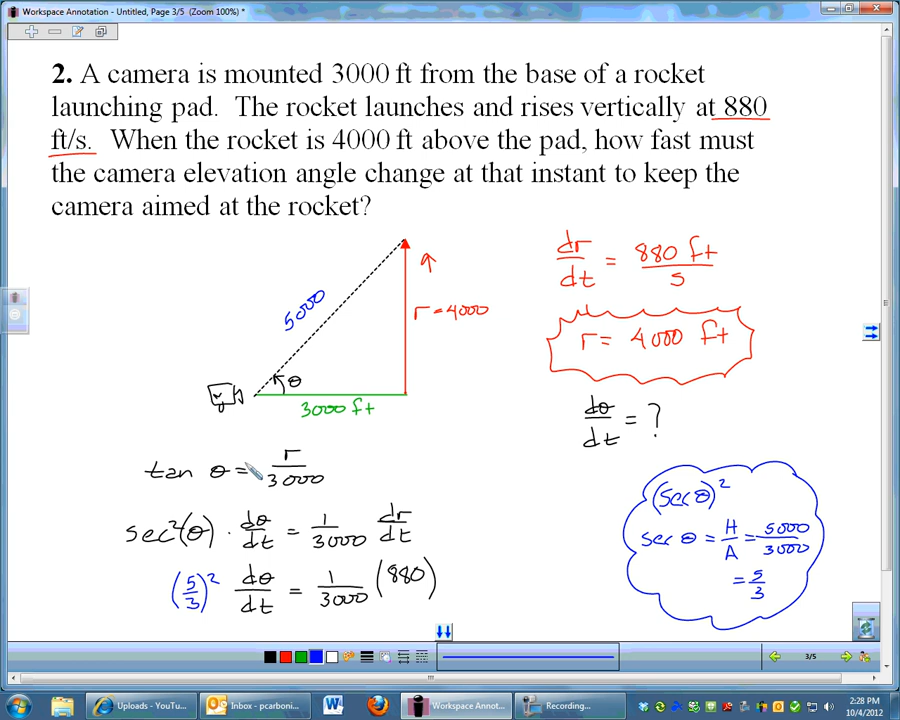 Workspace Annotation - Untitled, Page 3/5 (Zoom 100%) *
2. A camera is mounted 3000 ft from the base of a rocket
launching pad. The rocket launches and rises vertically at 880
ft/s. When the rocket is 4000 ft above the pad, how fast must
the camera elevation angle change at that instant to keep the
camera aimed at the rocket?
dr/dt = 880 ft/s
5000
r = 4000
r = 4000 ft
θ
3000 ft
dθ/dt = ?
tan θ = r/3000
(sec θ)²
sec²(θ) · dθ/dt = 1/3000 dr/dt
sec θ = H/A = 5000/3000
= 5/3
(5/3)² dθ/dt = 1/3000 (880)
3/5
Uploads - YouTu...
Inbox - pcarboni...
Workspace Annot...
Recording...
2:28 PM
10/4/2012